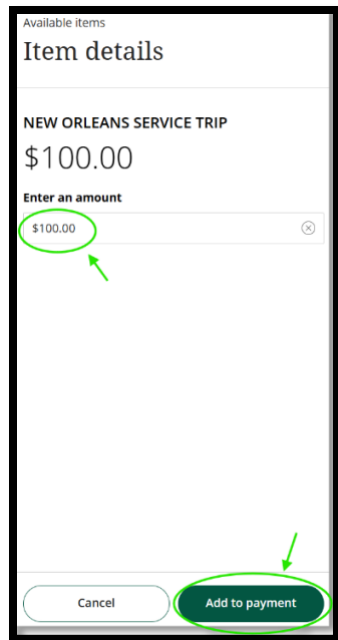 Available items
Item details
NEW ORLEANS SERVICE TRIP
$100.00
Enter an amount
$100.00
Cancel
Add to payment